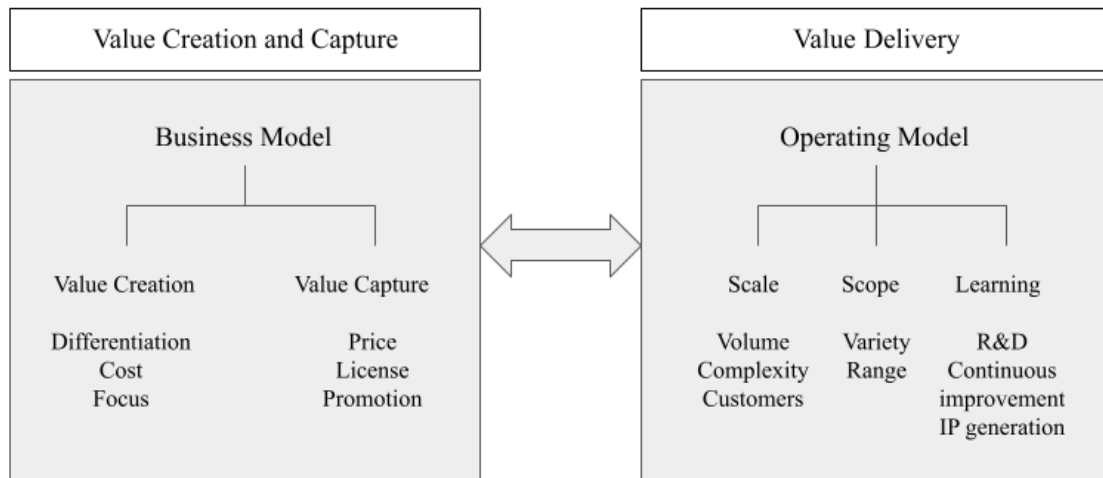 Value Creation and Capture
Value Delivery
Business Model
Value Creation
Differentiation
Cost
Focus
Value Capture
Price
License
Promotion
Operating Model
Scale
Volume
Complexity
Customers
Scope
Variety
Range
Learning
R&D
Continuous
improvement
IP generation